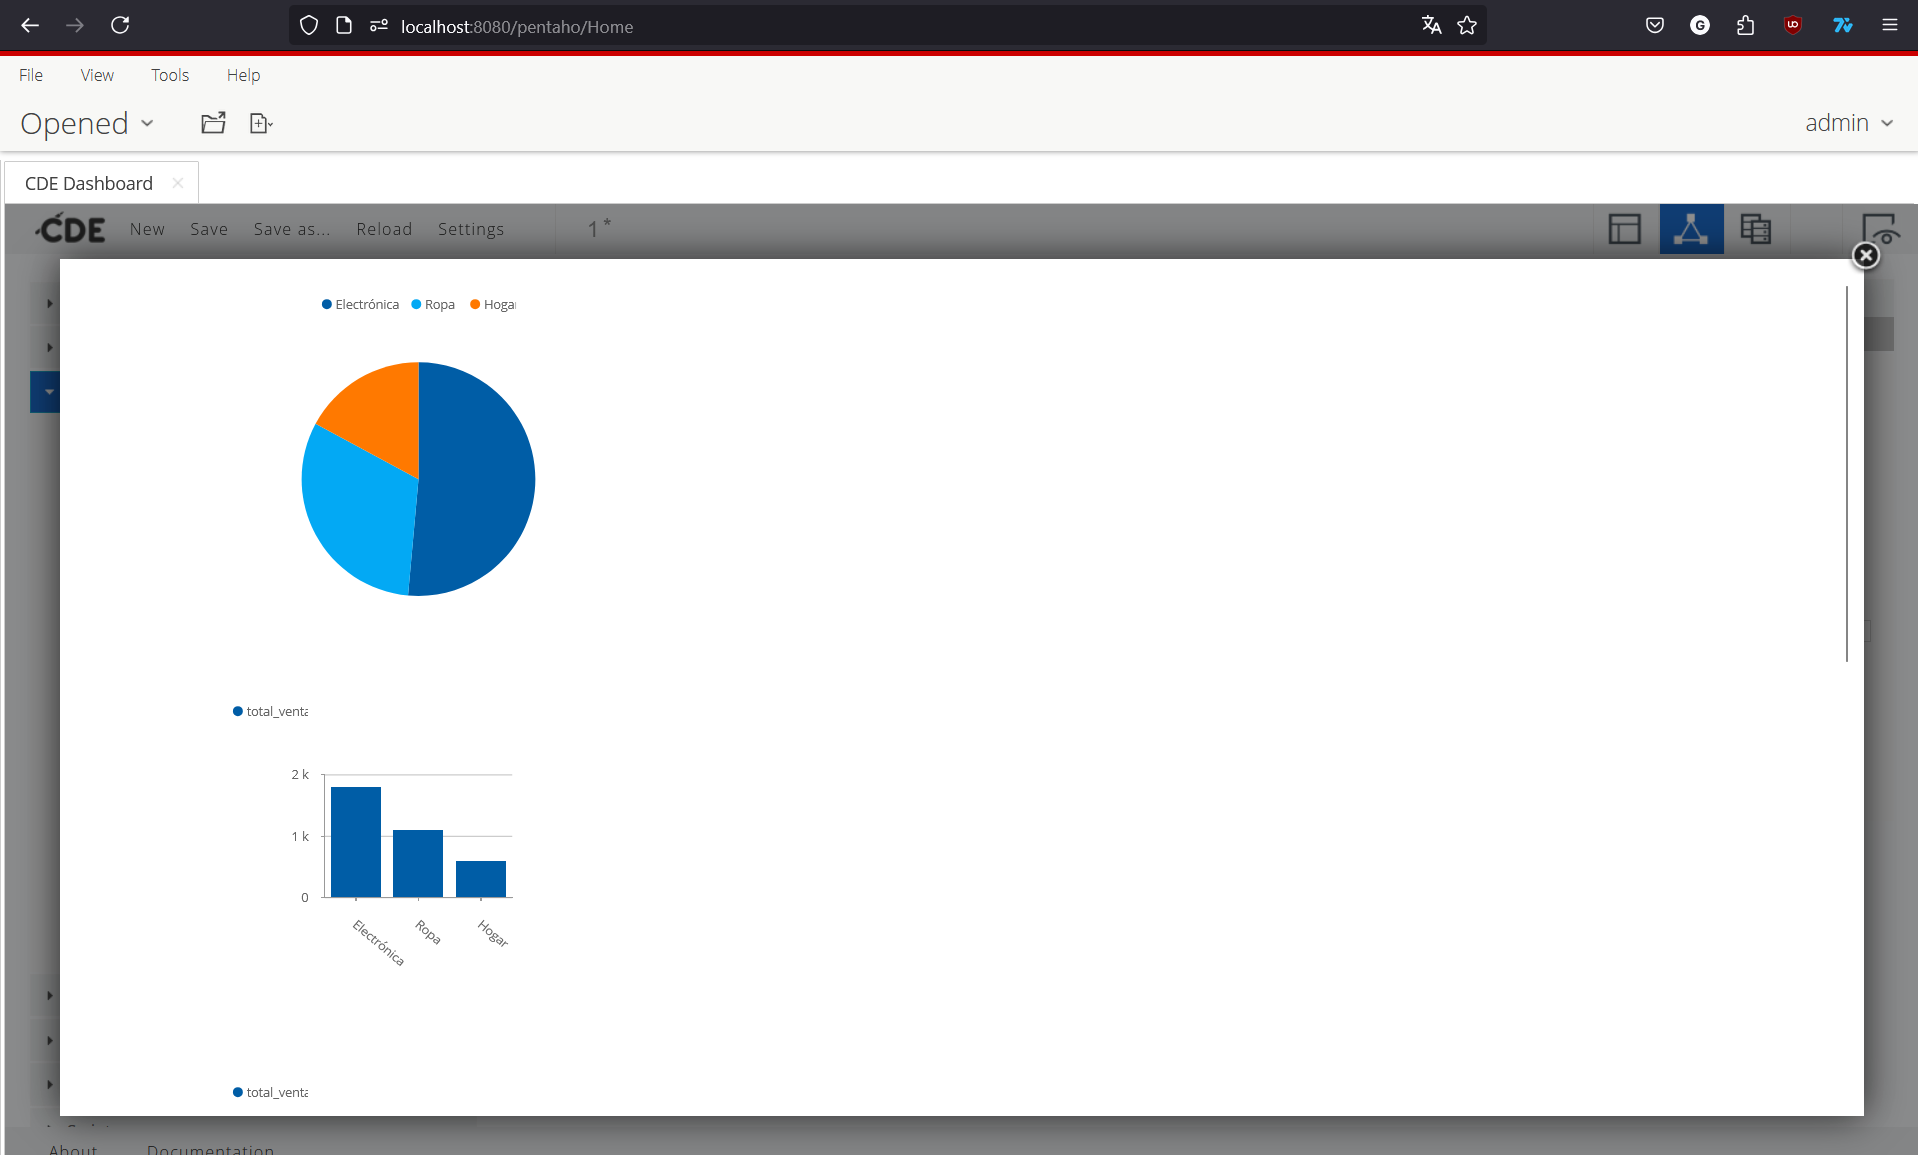 localhost:8080/pentaho/Home
File View Tools Help
Opened
admin
CDE Dashboard
CDE New Save Save as... Reload Settings 1 *
Electrónica Ropa Hoga
total_venta
2 k
1 k
0
Electrónica Ropa Hogar
total_venta
About Documentation